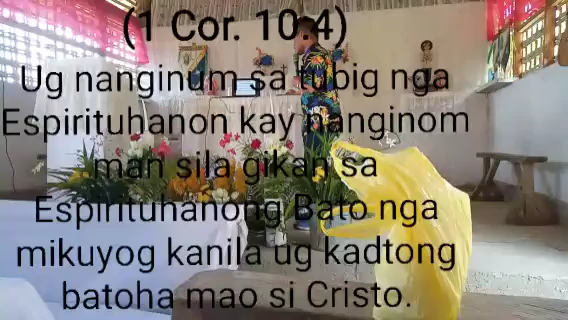 (1 Cor. 10:4)
Ug nanginum sa tubig nga
Espirituhanon kay nanginom
man sila gikan sa
Espirituhanong Bato nga
mikuyog kanila ug kadtong
batoha mao si Cristo.